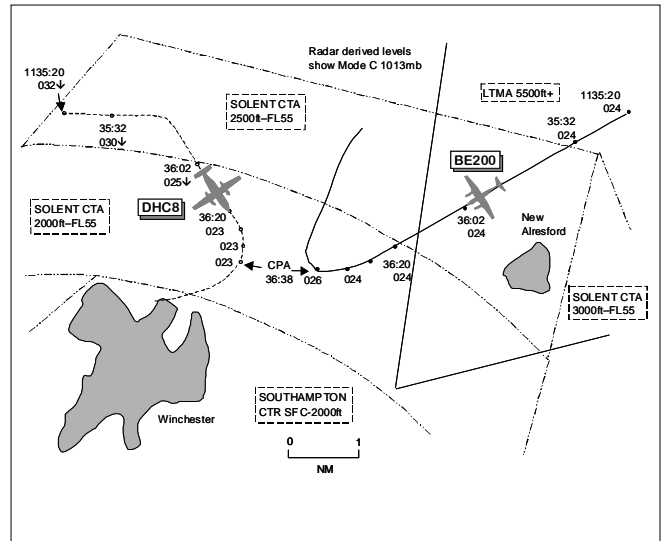 Radar derived levels
show Mode C 1013mb
1135:20
032↓
LTMA 5500ft+
1135:20
024
SOLENT CTA
2500ft–FL55
35:32
030↓
35:32
024
BE200
36:02
025↓
DHC8
SOLENT CTA
2000ft–FL55
36:20
023
023
023
CPA
36:38
026
024
36:20
024
36:02
024
New
Alresford
SOLENT CTA
3000ft–FL55
Winchester
SOUTHAMPTON
CTR SFC-2000ft
0
1
NM